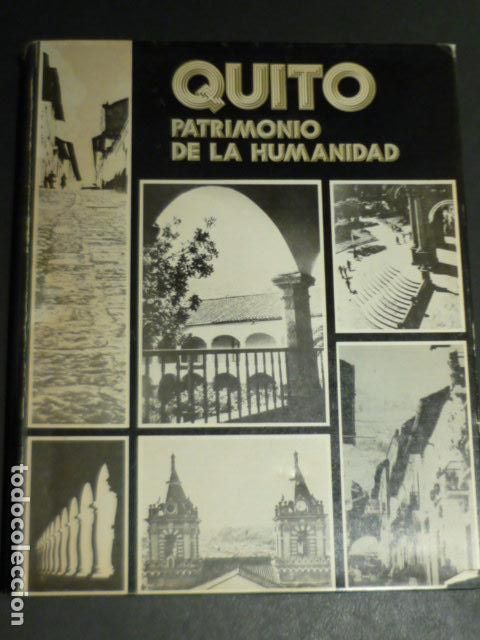 QUITO
PATRIMONIO
DE LA HUMANIDAD
todocoleccion